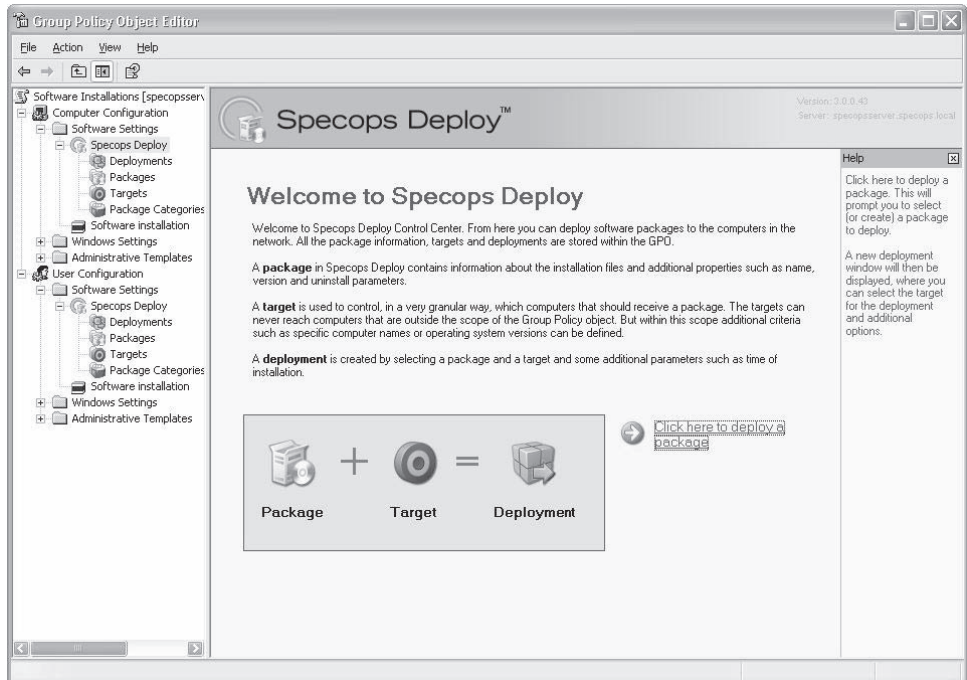 Group Policy Object Editor
File Action View Help
Software Installations [specopsserv
Computer Configuration
Software Settings
Specops Deploy
Deployments
Packages
Targets
Package Categories
Software installation
Windows Settings
Administrative Templates
User Configuration
Software Settings
Specops Deploy
Deployments
Packages
Targets
Package Categories
Software installation
Windows Settings
Administrative Templates
Specops Deploy™
Version: 3.0.0.43
Server: specopsserver.specops.local
Welcome to Specops Deploy
Welcome to Specops Deploy Control Center. From here you can deploy software packages to the computers in the
network. All the package information, targets and deployments are stored within the GPO.
A package in Specops Deploy contains information about the installation files and additional properties such as name,
version and uninstall parameters.
A target is used to control, in a very granular way, which computers that should receive a package. The targets can
never reach computers that are outside the scope of the Group Policy object. But within this scope additional criteria
such as specific computer names or operating system versions can be defined.
A deployment is created by selecting a package and a target and some additional parameters such as time of
installation.
Package + Target = Deployment
Click here to deploy a
package
Help
Click here to deploy a
package. This will
prompt you to select
(or create) a package
to deploy.
A new deployment
window will then be
displayed, where you
can select the target
for the deployment
and additional
options.